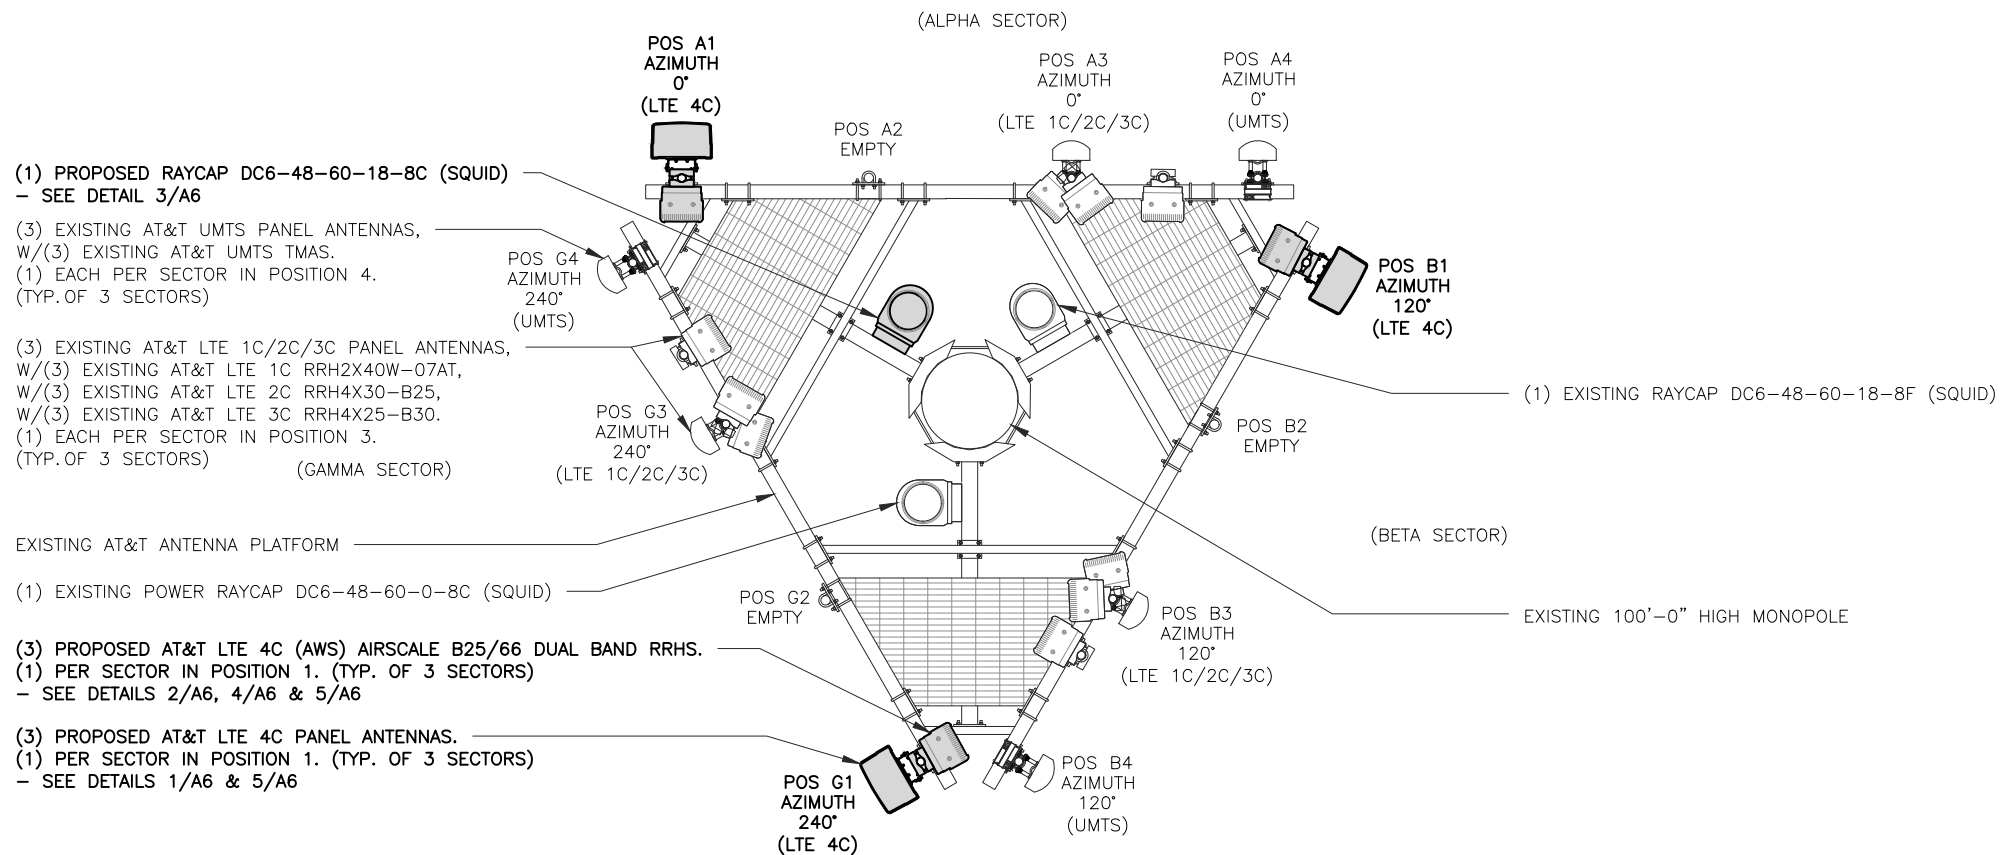 (ALPHA SECTOR)
POS A1
AZIMUTH
0°
(LTE 4C)
POS A2
EMPTY
POS A3
AZIMUTH
0°
(LTE 1C/2C/3C)
POS A4
AZIMUTH
0°
(UMTS)
(1) PROPOSED RAYCAP DC6-48-60-18-8C (SQUID)
- SEE DETAIL 3/A6
(3) EXISTING AT&T UMTS PANEL ANTENNAS,
W/(3) EXISTING AT&T UMTS TMAS.
(1) EACH PER SECTOR IN POSITION 4.
(TYP. OF 3 SECTORS)
POS G4
AZIMUTH
240°
(UMTS)
POS B1
AZIMUTH
120°
(LTE 4C)
(3) EXISTING AT&T LTE 1C/2C/3C PANEL ANTENNAS,
W/(3) EXISTING AT&T LTE 1C RRH2X40W-07AT,
W/(3) EXISTING AT&T LTE 2C RRH4X30-B25,
W/(3) EXISTING AT&T LTE 3C RRH4X25-B30.
(1) EACH PER SECTOR IN POSITION 3.
(TYP. OF 3 SECTORS)
(GAMMA SECTOR)
POS G3
AZIMUTH
240°
(LTE 1C/2C/3C)
(1) EXISTING RAYCAP DC6-48-60-18-8F (SQUID)
POS B2
EMPTY
(BETA SECTOR)
EXISTING AT&T ANTENNA PLATFORM
(1) EXISTING POWER RAYCAP DC6-48-60-0-8C (SQUID)
POS G2
EMPTY
EXISTING 100'-0" HIGH MONOPOLE
POS B3
AZIMUTH
120°
(LTE 1C/2C/3C)
(3) PROPOSED AT&T LTE 4C (AWS) AIRSCALE B25/66 DUAL BAND RRHS.
(1) PER SECTOR IN POSITION 1. (TYP. OF 3 SECTORS)
- SEE DETAILS 2/A6, 4/A6 & 5/A6
(3) PROPOSED AT&T LTE 4C PANEL ANTENNAS.
(1) PER SECTOR IN POSITION 1. (TYP. OF 3 SECTORS)
- SEE DETAILS 1/A6 & 5/A6
POS G1
AZIMUTH
240°
(LTE 4C)
POS B4
AZIMUTH
120°
(UMTS)